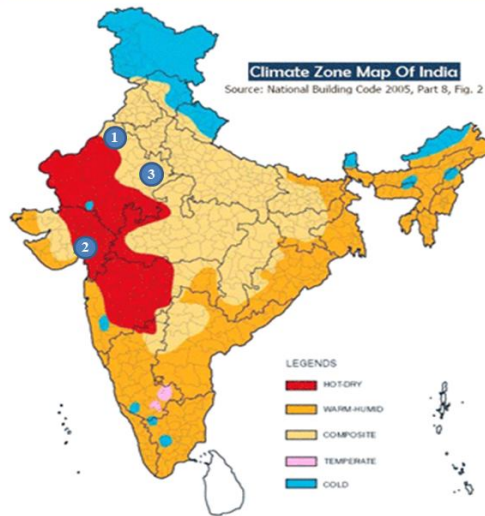 Climate Zone Map Of India
Source: National Building Code 2005, Part 8, Fig. 2
1
3
2
LEGENDS
HOT-DRY
WARM-HUMID
COMPOSITE
TEMPERATE
COLD